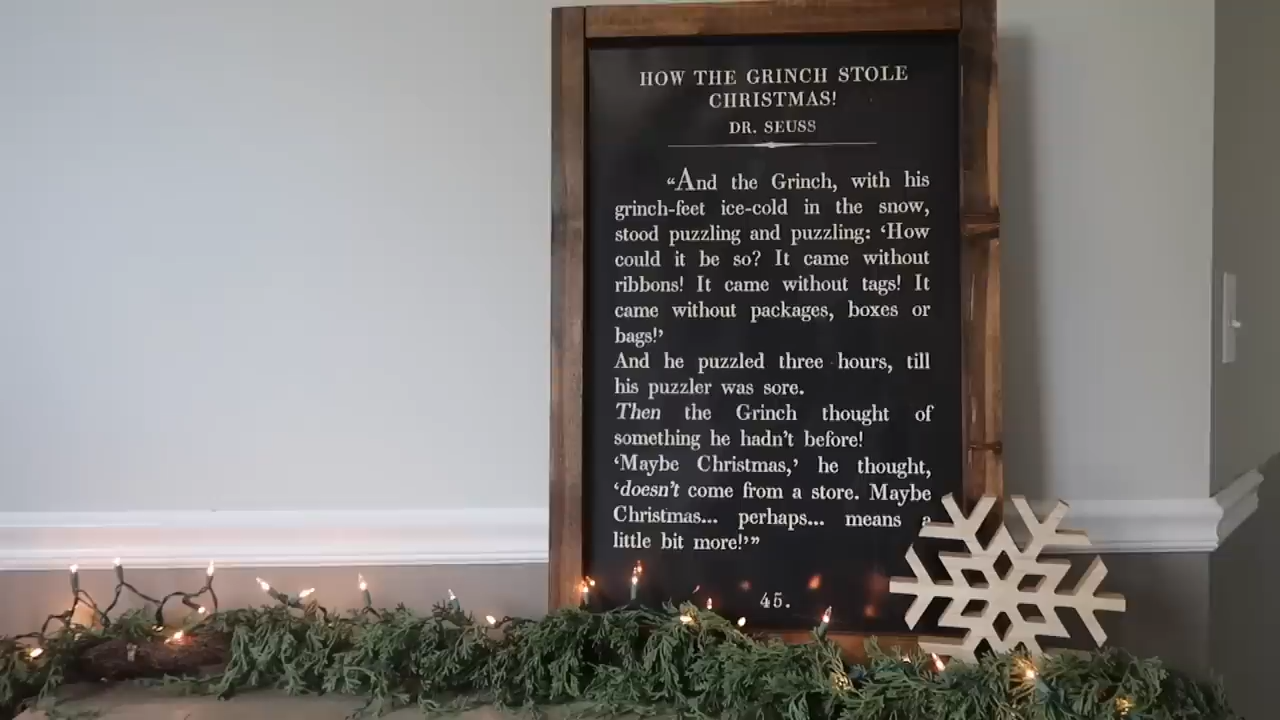 HOW THE GRINCH STOLE
CHRISTMAS!
DR. SEUSS
“And the Grinch, with his
grinch-feet ice-cold in the snow,
stood puzzling and puzzling: ‘How
could it be so? It came without
ribbons! It came without tags! It
came without packages, boxes or
bags!’
And he puzzled three hours, till
his puzzler was sore.
Then the Grinch thought of
something he hadn’t before!
‘Maybe Christmas,’ he thought,
‘doesn’t come from a store. Maybe
Christmas... perhaps... means a
little bit more!’”
45.